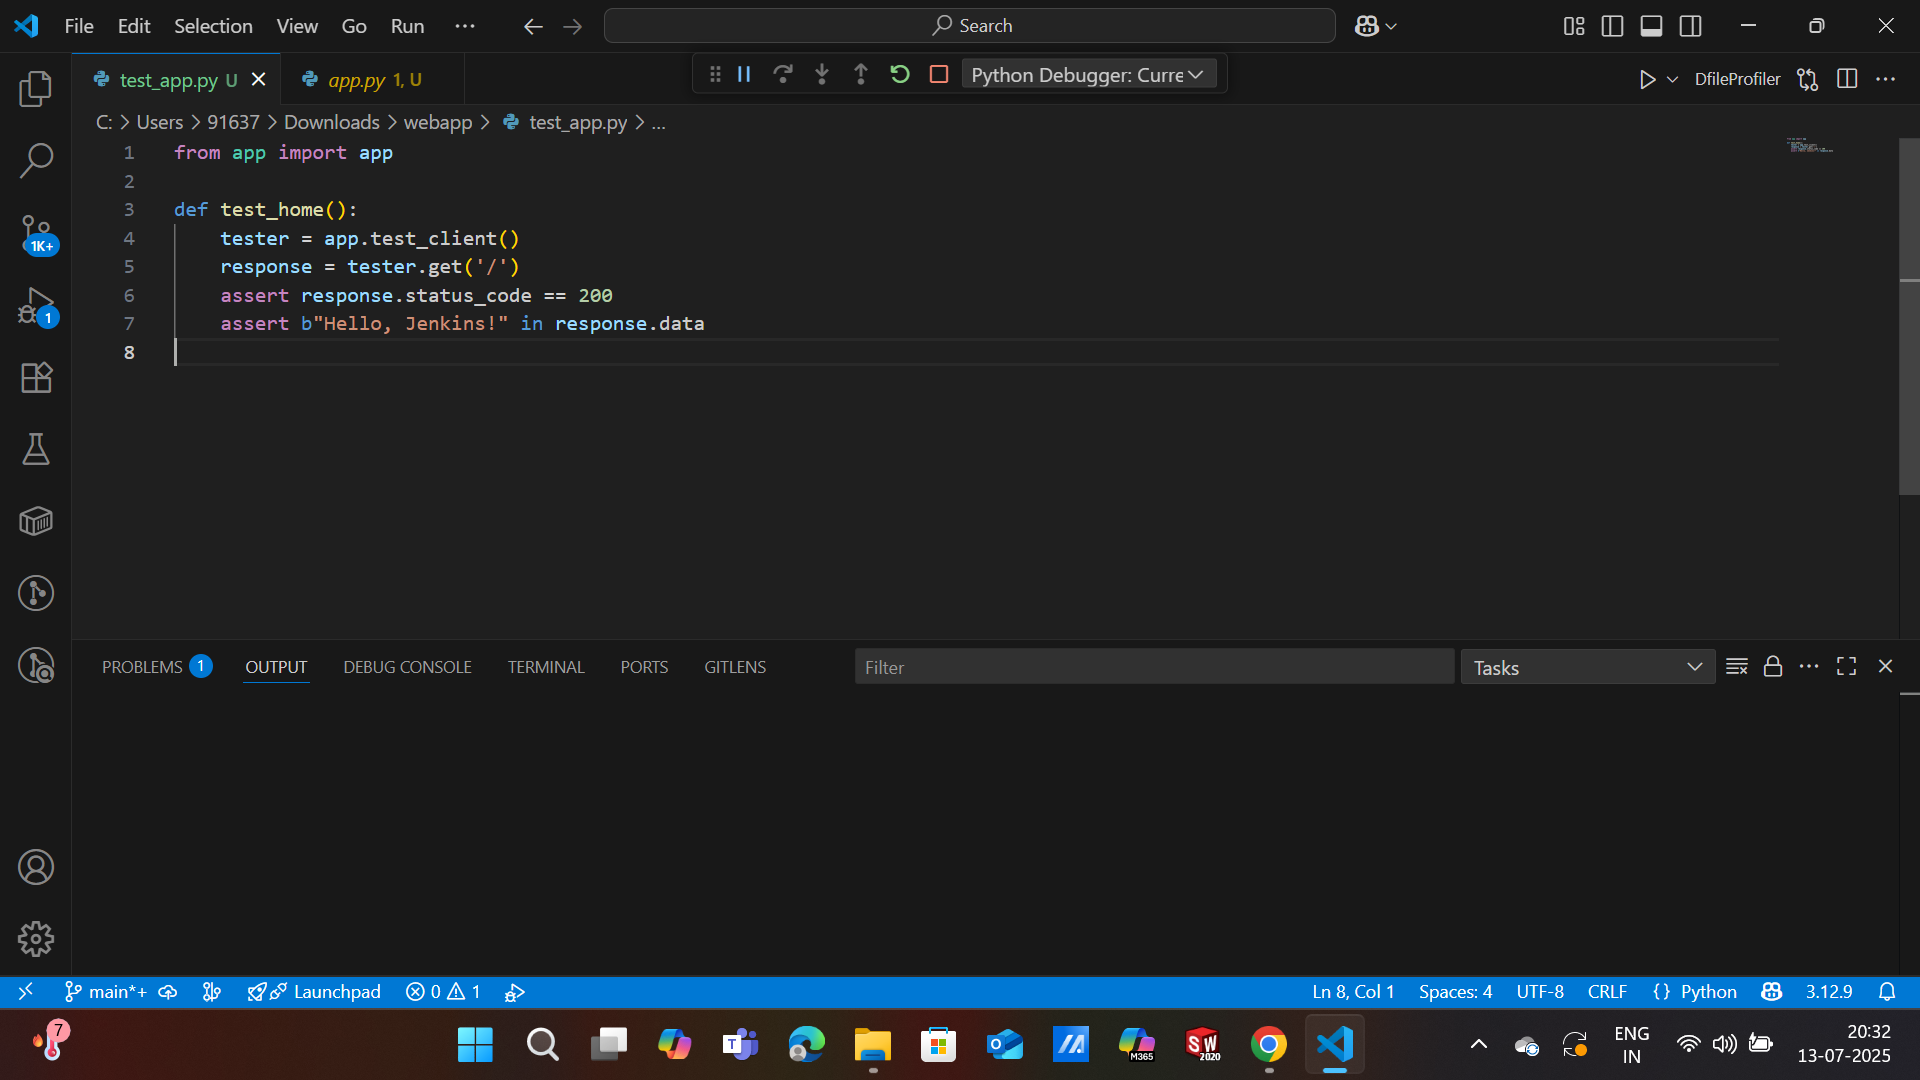 File Edit Selection View Go Run ··· Search
test_app.py U app.py 1, U Python Debugger: Curre DfileProfiler
C: > Users > 91637 > Downloads > webapp > test_app.py > ...
1 from app import app
2
3 def test_home():
4 tester = app.test_client()
5 response = tester.get('/')
6 assert response.status_code == 200
7 assert b"Hello, Jenkins!" in response.data
8
1K+
1
PROBLEMS 1 OUTPUT DEBUG CONSOLE TERMINAL PORTS GITLENS Filter Tasks
main*+ Launchpad 0 1 Ln 8, Col 1 Spaces: 4 UTF-8 CRLF {} Python 3.12.9
7 T M365 SW 2020 ENG IN 20:32
13-07-2025